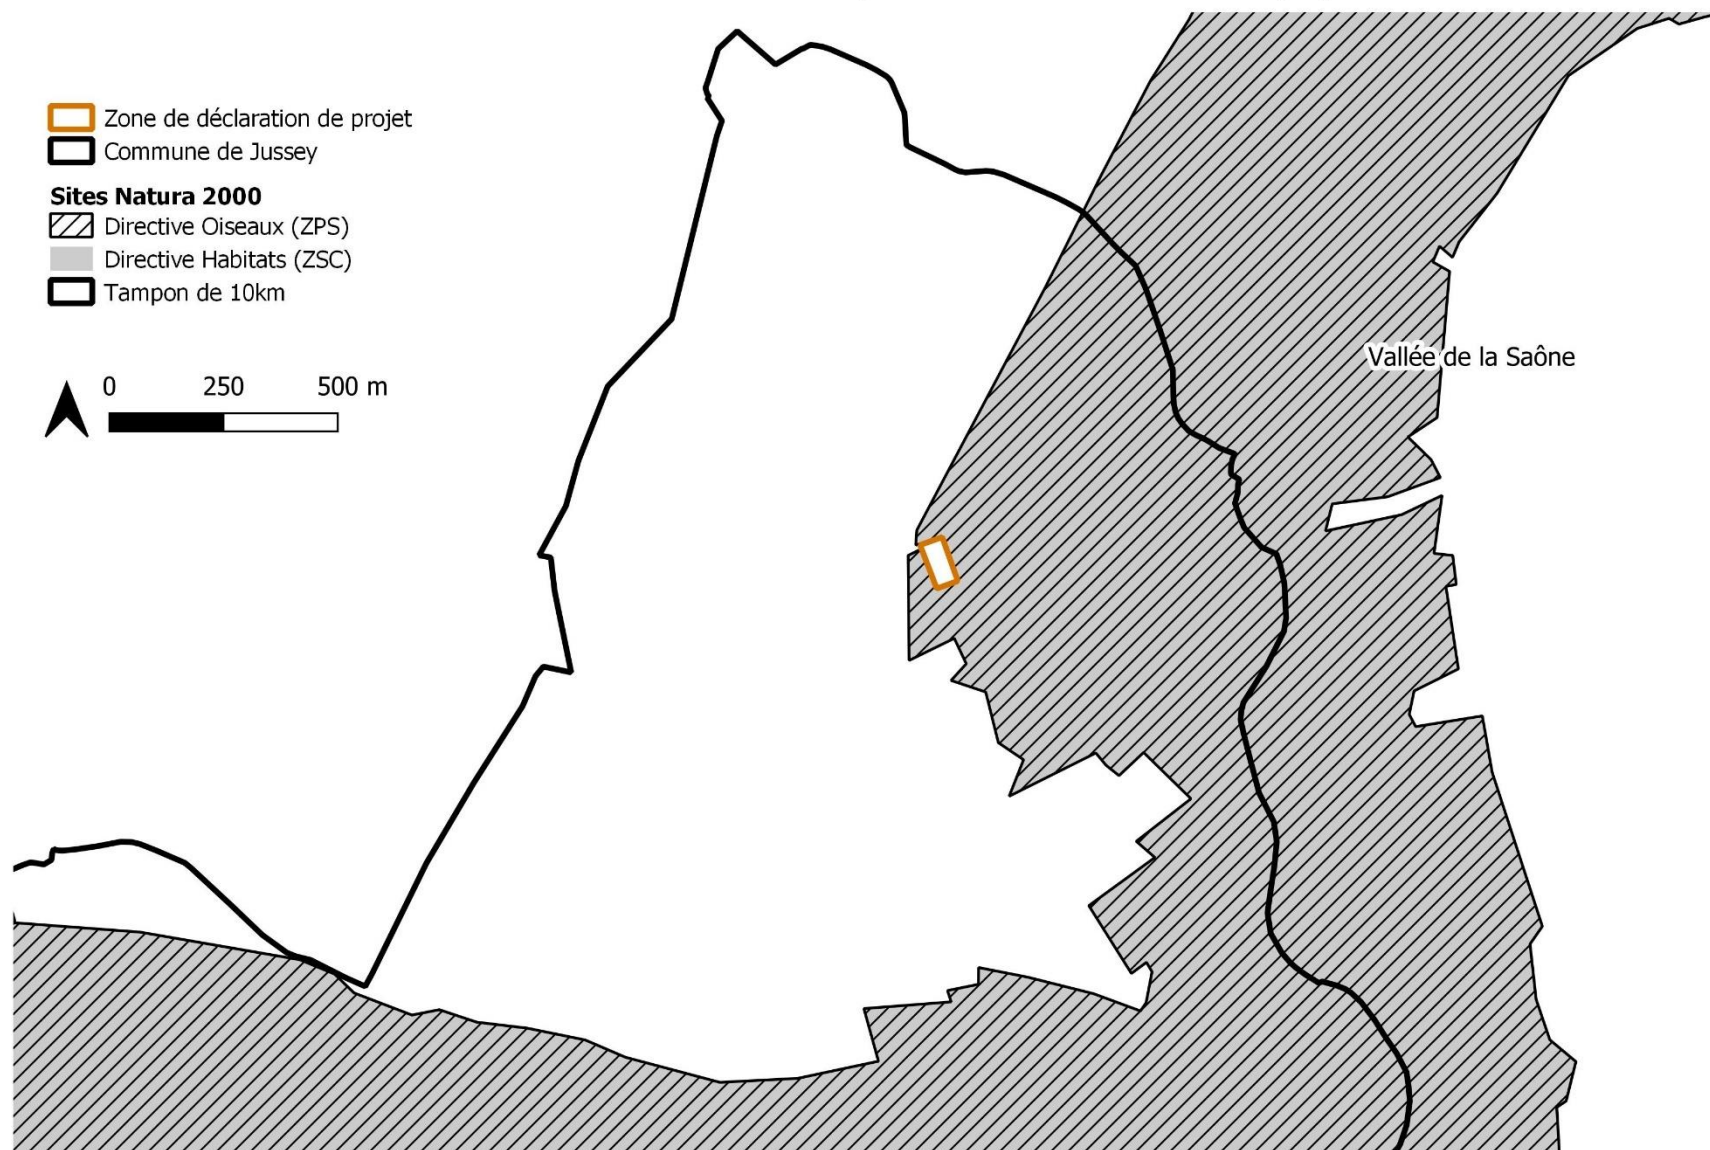 Zone de déclaration de projet
Commune de Jussey
Sites Natura 2000
Directive Oiseaux (ZPS)
Directive Habitats (ZSC)
Tampon de 10km
0 250 500 m
Vallée de la Saône